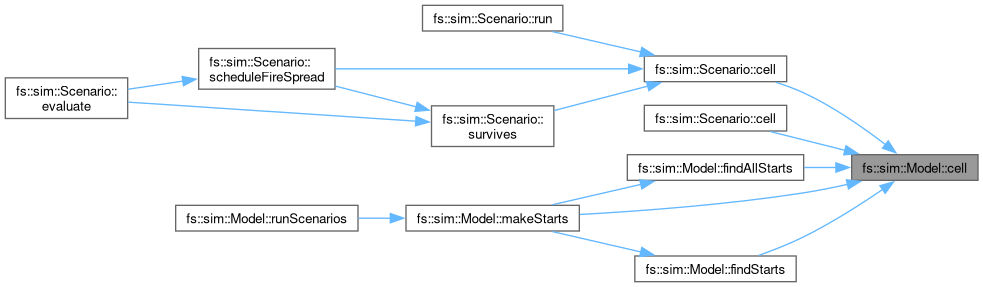 fs::sim::Scenario::run
fs::sim::Scenario::
scheduleFireSpread
fs::sim::Scenario::cell
fs::sim::Scenario::
evaluate
fs::sim::Scenario::
survives
fs::sim::Scenario::cell
fs::sim::Model::findAllStarts
fs::sim::Model::cell
fs::sim::Model::runScenarios
fs::sim::Model::makeStarts
fs::sim::Model::findStarts